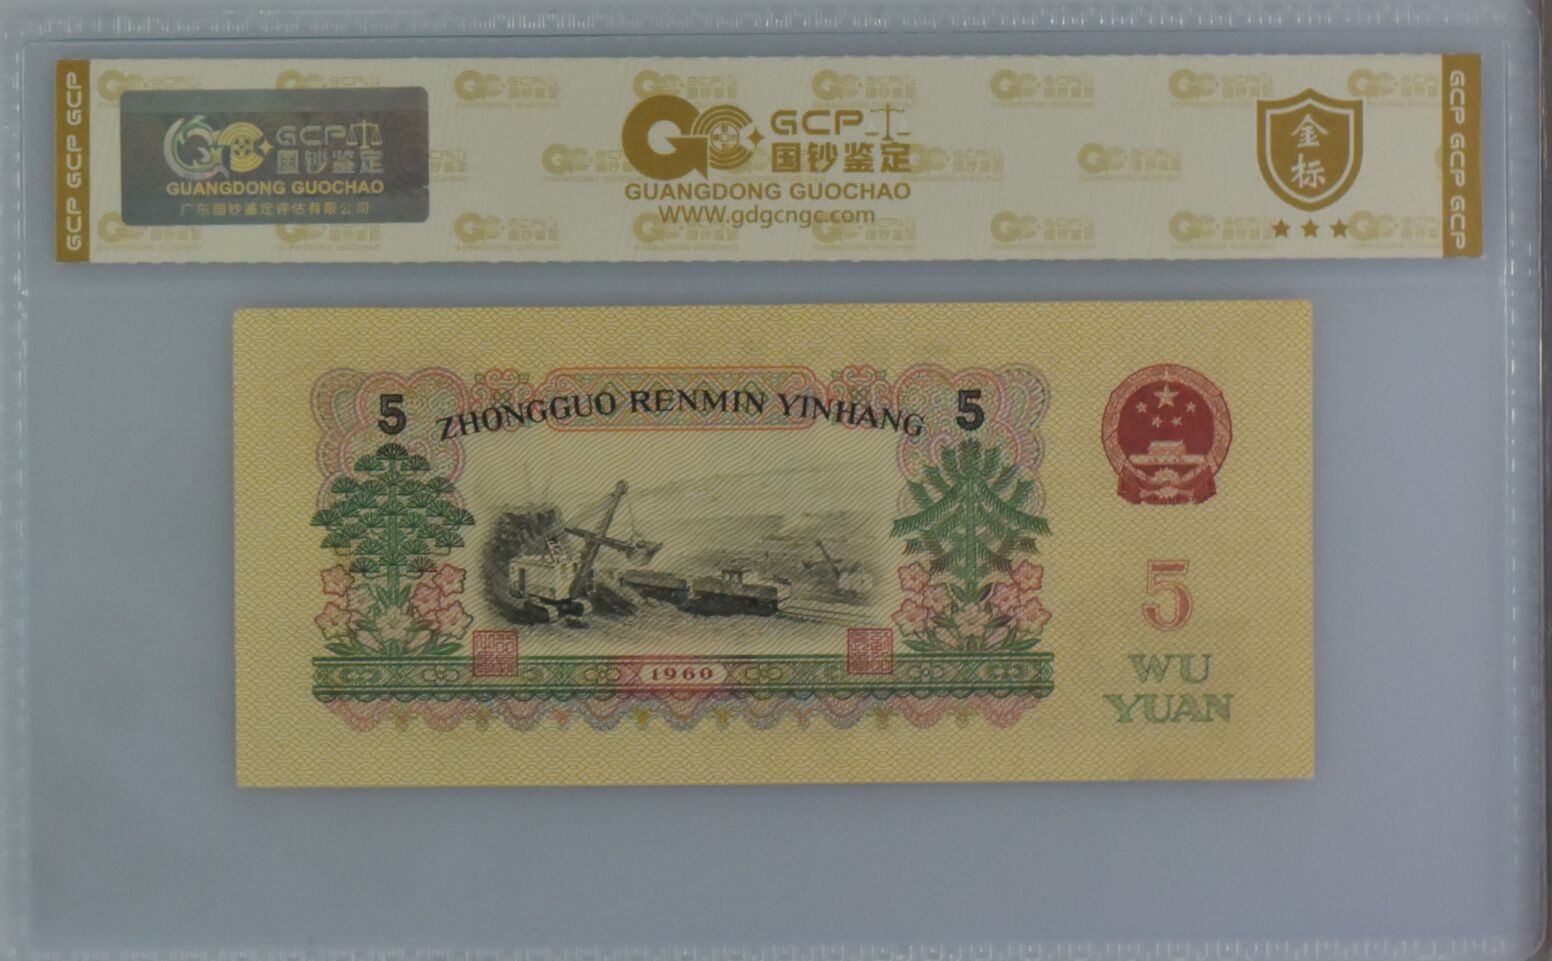 GCP GCP GCP
GCP
国钞鉴定
GUANGDONG GUOCHAO
广东国钞鉴定评估有限公司
GCP
国钞鉴定
GUANGDONG GUOCHAO
WWW.gdgcngc.com
金标
GCP GCP GCP
5
ZHONGGUO RENMIN YINHANG
5
1960
5
WU
YUAN